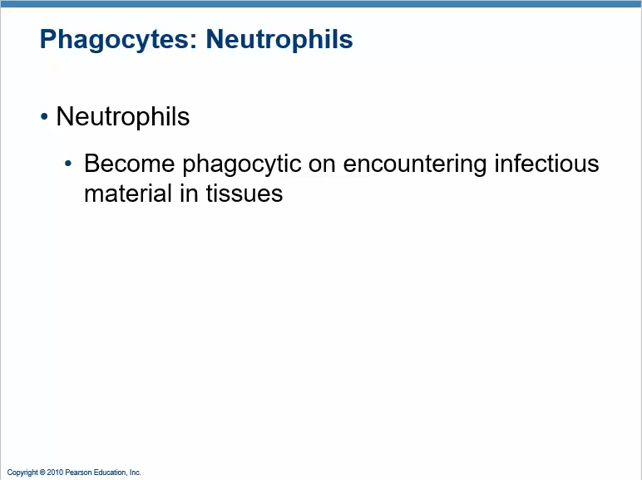 Phagocytes: Neutrophils
• Neutrophils
• Become phagocytic on encountering infectious
material in tissues
Copyright © 2010 Pearson Education, Inc.